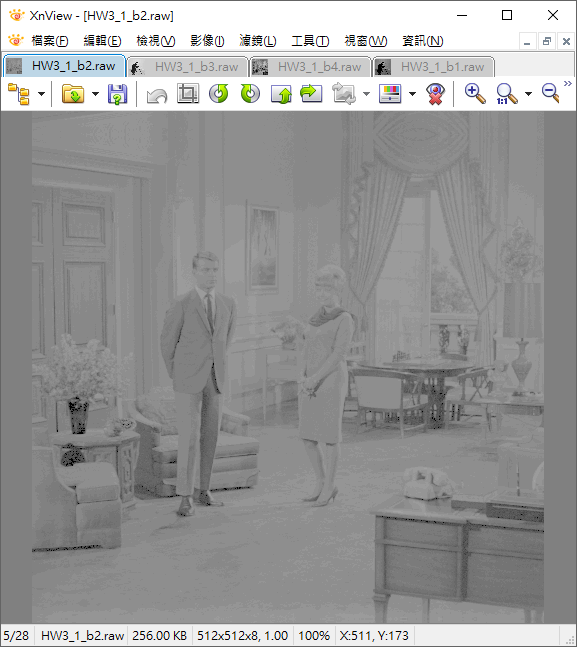 XnView - [HW3_1_b2.raw]
檔案(F) 編輯(E) 檢視(V) 影像(I) 濾鏡(L) 工具(T) 視窗(W) 資訊(N)
HW3_1_b2.raw HW3_1_b3.raw HW3_1_b4.raw HW3_1_b1.raw
1:1
5/28 HW3_1_b2.raw 256.00 KB 512x512x8, 1.00 100% X:511, Y:173